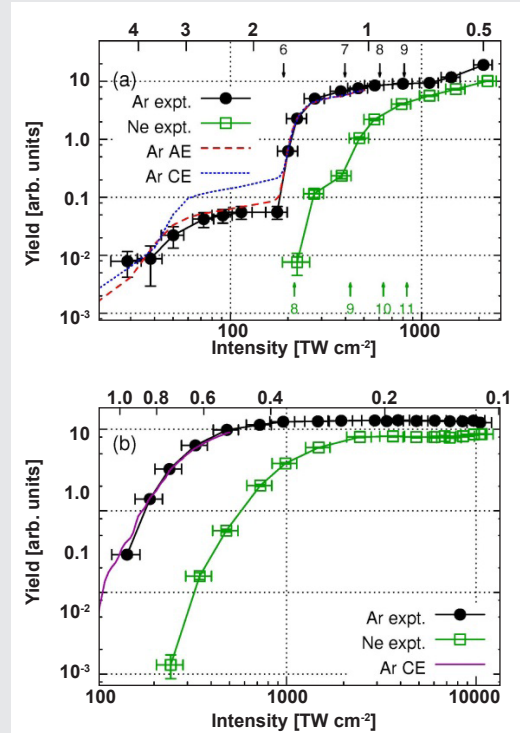 4 3 2 1 0.5
6 7 8 9
(a)
10
Ar expt.
Ne expt.
Ar AE
Ar CE
1.0
0.1
10-2
10-3
8 9 10 11
100 1000
Yield [arb. units]
Intensity [TW cm-2]
1.0 0.8 0.6 0.4 0.2 0.1
(b)
10
1.0
0.1
10-2
10-3
Ar expt.
Ne expt.
Ar CE
100 1000 10000
Yield [arb. units]
Intensity [TW cm-2]